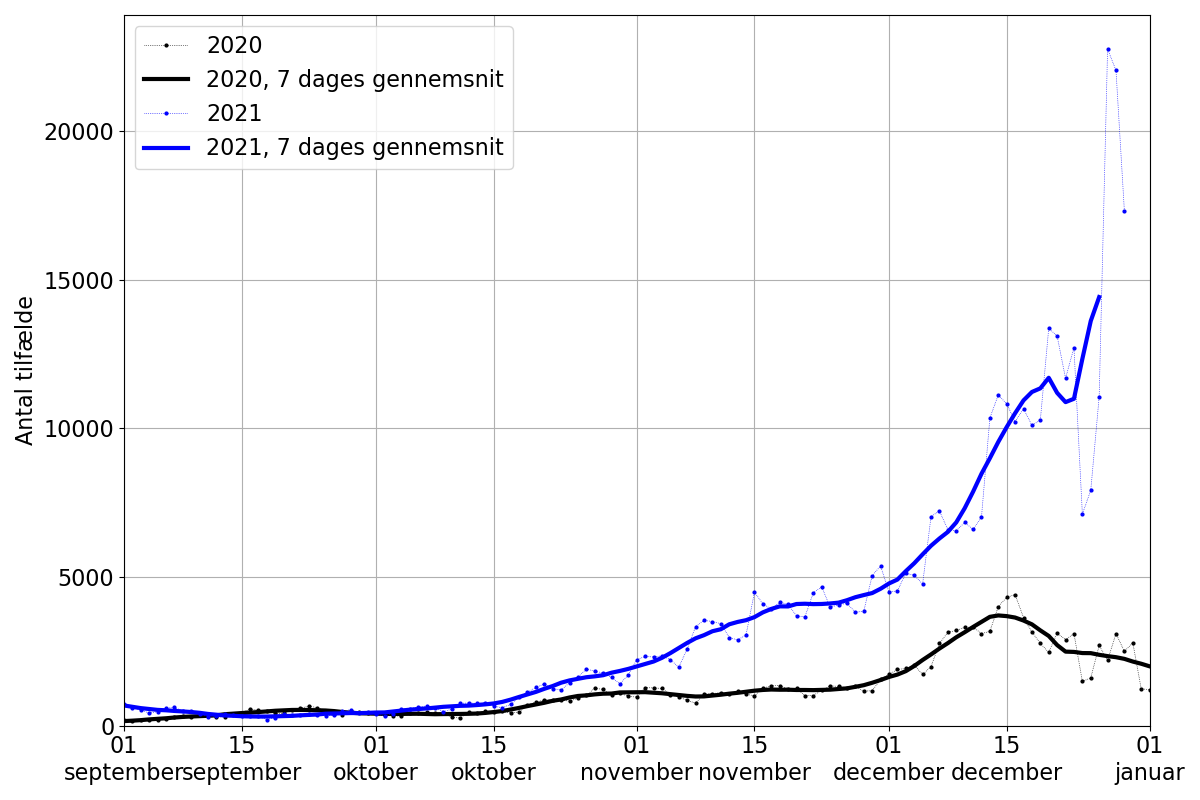 2020
2020, 7 dages gennemsnit
2021
2021, 7 dages gennemsnit
Antal tilfælde
20000
15000
10000
5000
0
01 15 01 15 01 15 01 15 01
september september oktober oktober november november december december januar